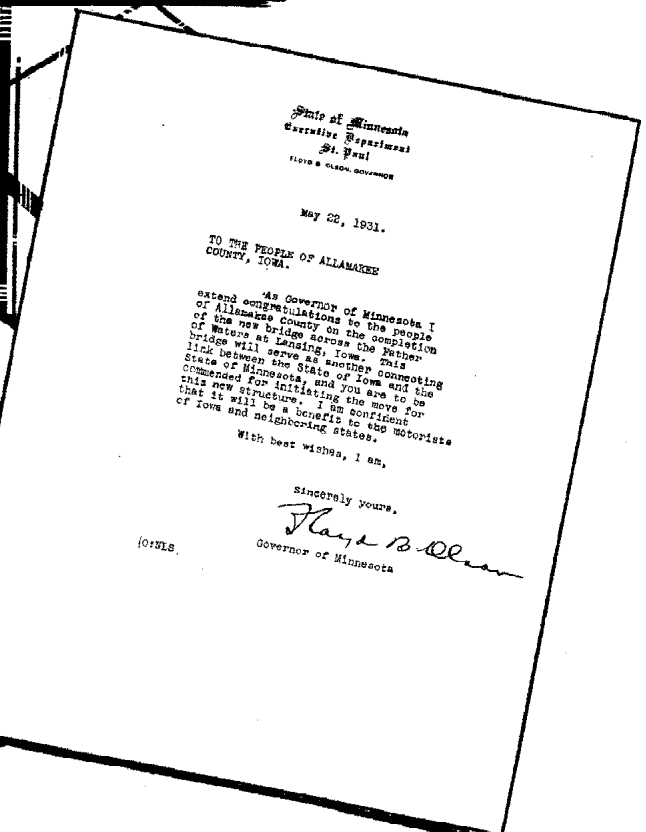 State of Minnesota
Executive Department
St. Paul
FLOYD B OLSON, GOVERNOR
May 22, 1931.
TO THE PEOPLE OF ALLAMAKEE
COUNTY, IOWA.
As Governor of Minnesota I
extend congratulations to the people
of Allamakee County on the completion
of the new bridge across the Father
of Waters at Lansing, Iowa. This
bridge will serve as another connecting
link between the State of Iowa and the
State of Minnesota, and you are to be
commended for initiating the move for
this new structure. I am confident
that it will be a benefit to the motorists
of Iowa and neighboring states.
With best wishes, I am,
Sincerely yours,
Floyd B Olson
Governor of Minnesota
O:NLS